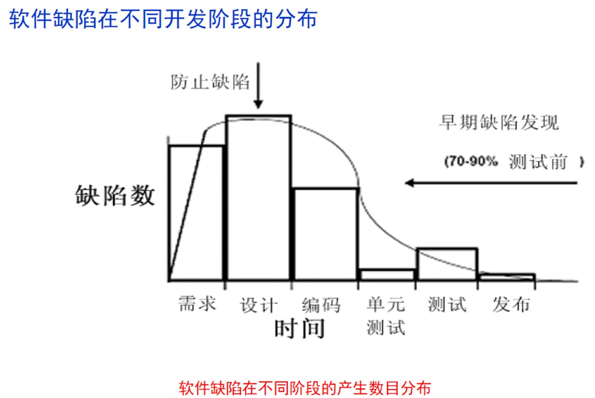 软件缺陷在不同开发阶段的分布
防止缺陷
早期缺陷发现
(70-90% 测试前 )
缺陷数
需求 设计 编码 单元测试 测试 发布
时间
软件缺陷在不同阶段的产生数目分布